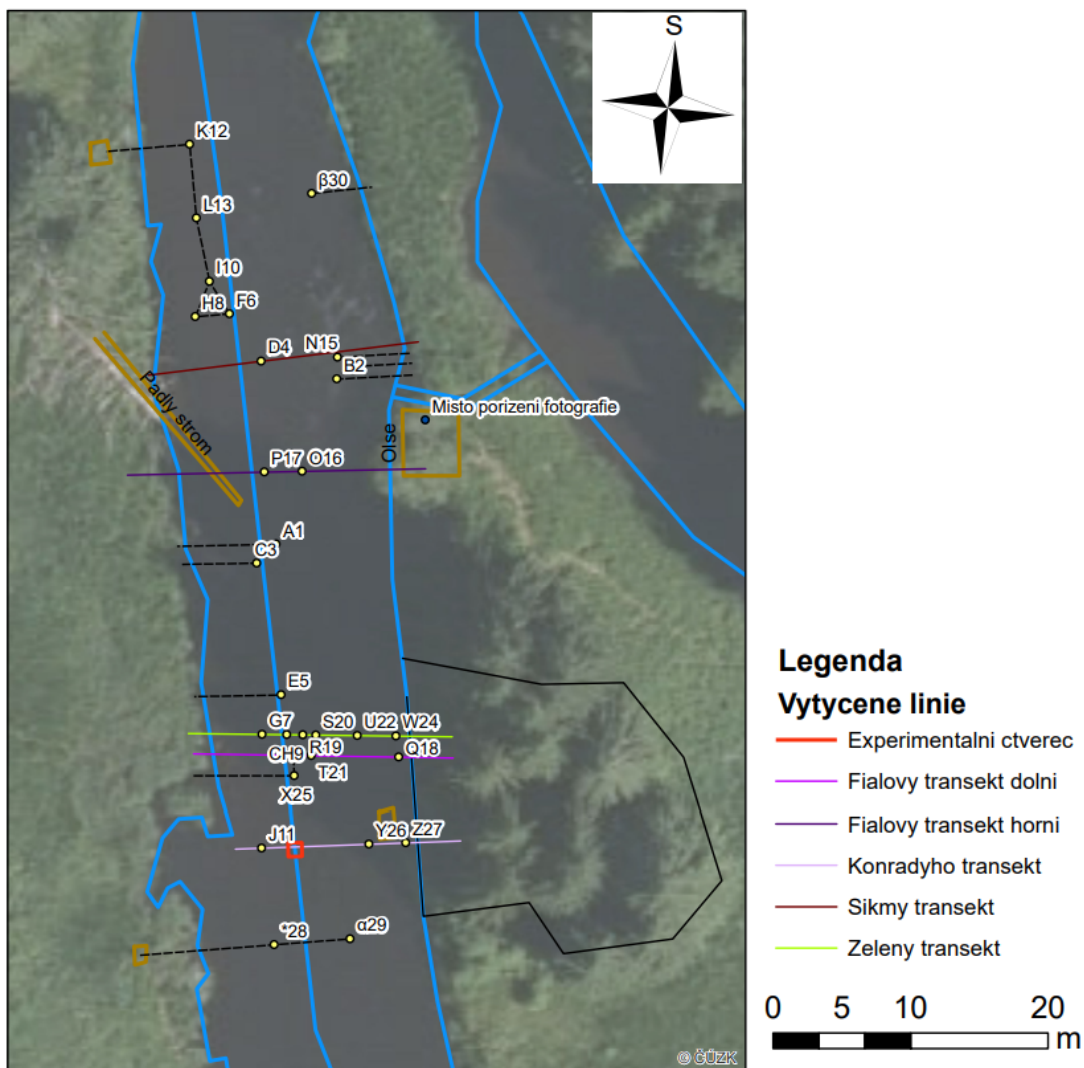 S
K12
β30
L13
I10
H8
F6
D4
N15
B2
Padly strom
Misto porizeni fotografie
Olse
P17
O16
A1
C3
E5
G7
S20
U22
W24
CH9
R19
Q18
T21
X25
J11
Y26
Z27
*28
α29
© ČÚZK
Legenda
Vytycene linie
Experimentalni ctverec
Fialovy transekt dolni
Fialovy transekt horni
Konradyho transekt
Sikmy transekt
Zeleny transekt
0 5 10 20
m